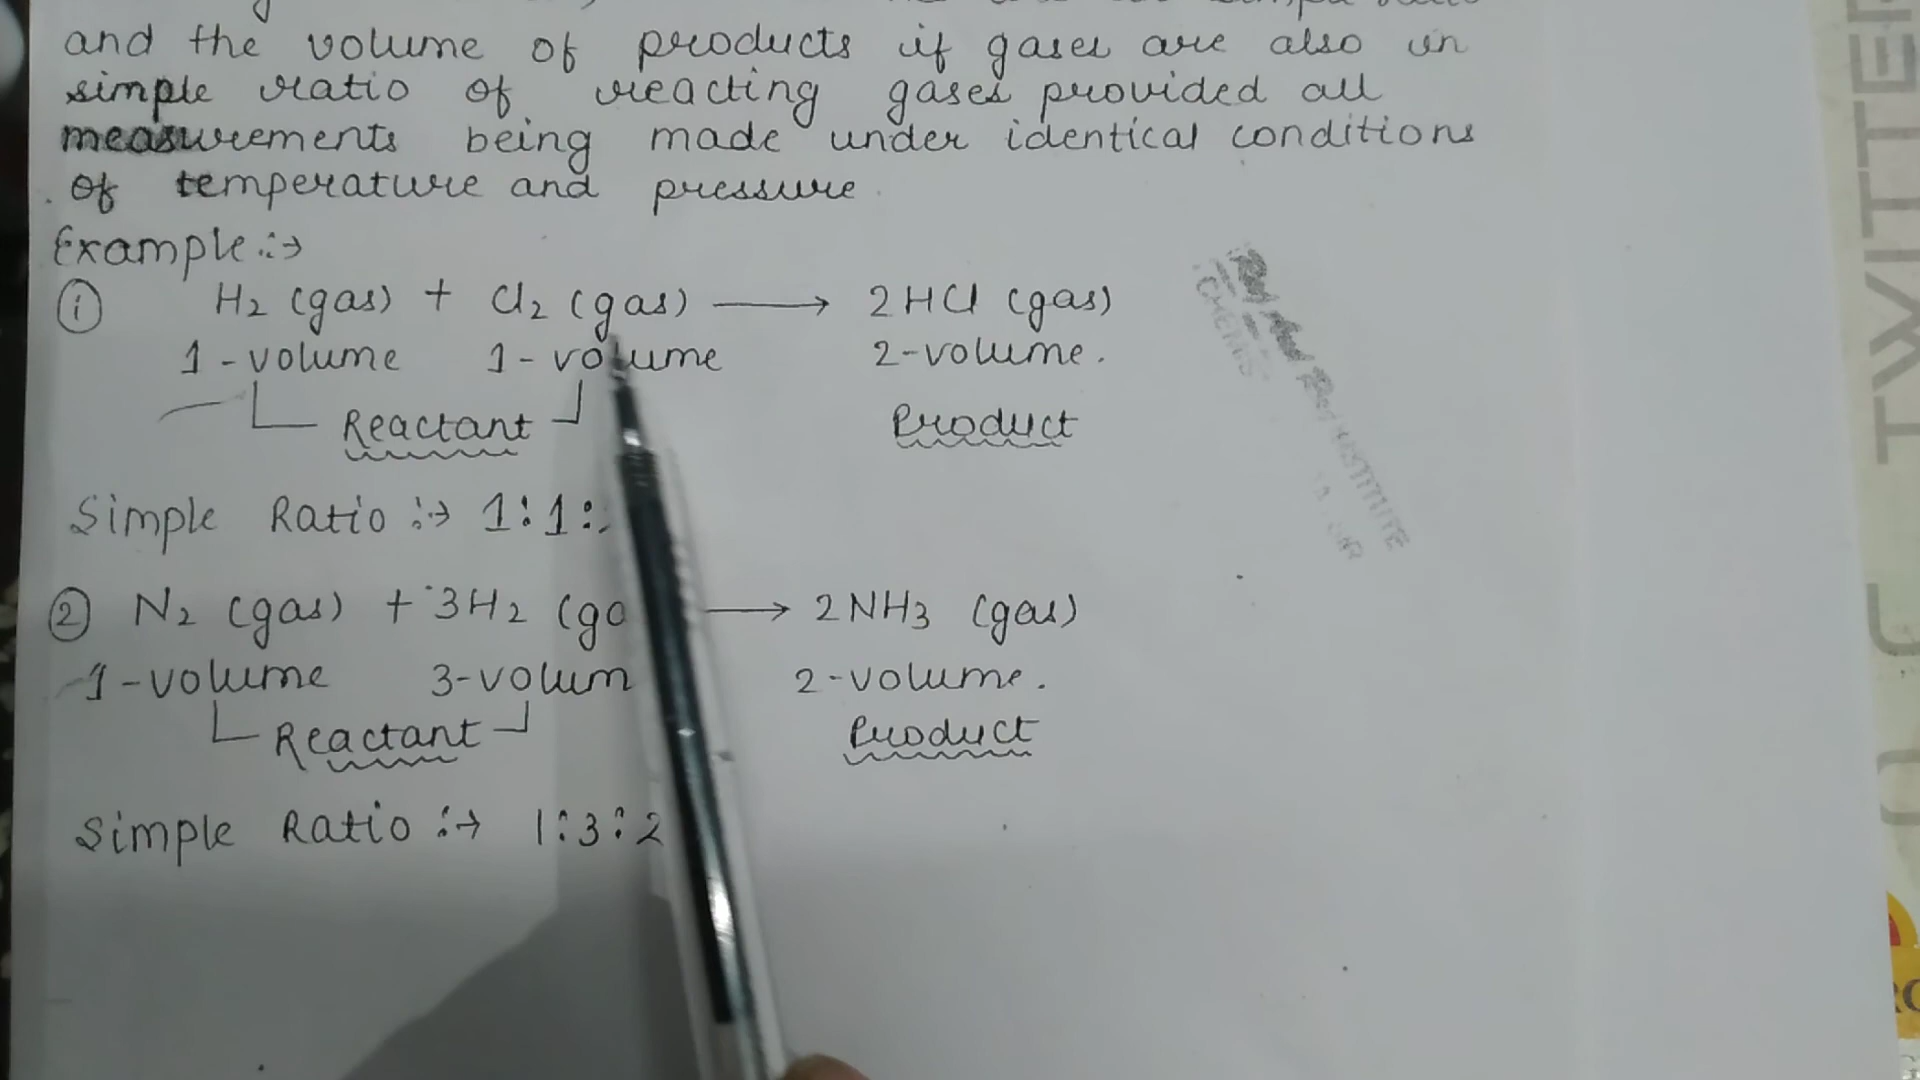 and the volume of products if gases are also in
simple ratio of reacting gases provided all
measurements being made under identical conditions
of temperature and pressure.
Example :→
① H2 (gas) + Cl2 (gas) ⟶ 2HCl (gas)
1-volume 1-volume 2-volume.
Reactant Product
Simple Ratio :→ 1:1:
② N2 (gas) + 3H2 (ga ⟶ 2NH3 (gas)
1-volume 3-volum 2-volume.
Reactant Product
Simple Ratio :→ 1:3:2
TWITTER